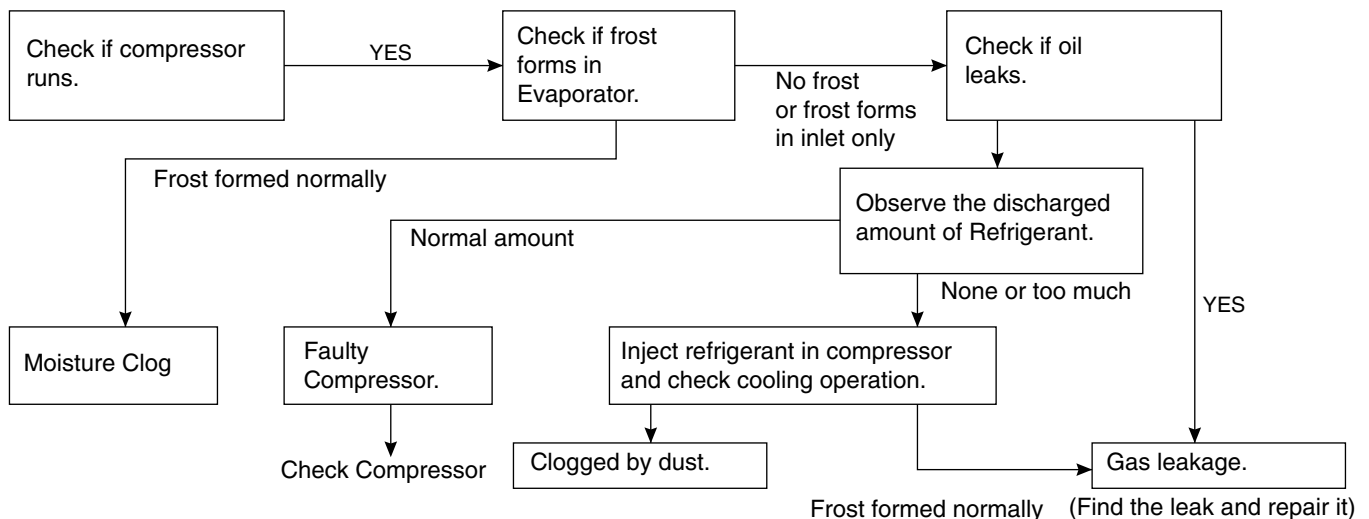 Check if compressor
runs.
YES
Check if frost
forms in
Evaporator.
No frost
or frost forms
in inlet only
Check if oil
leaks.
Frost formed normally
Observe the discharged
amount of Refrigerant.
Normal amount
None or too much
YES
Moisture Clog
Faulty
Compressor.
Inject refrigerant in compressor
and check cooling operation.
Check Compressor
Clogged by dust.
Gas leakage.
Frost formed normally
(Find the leak and repair it)